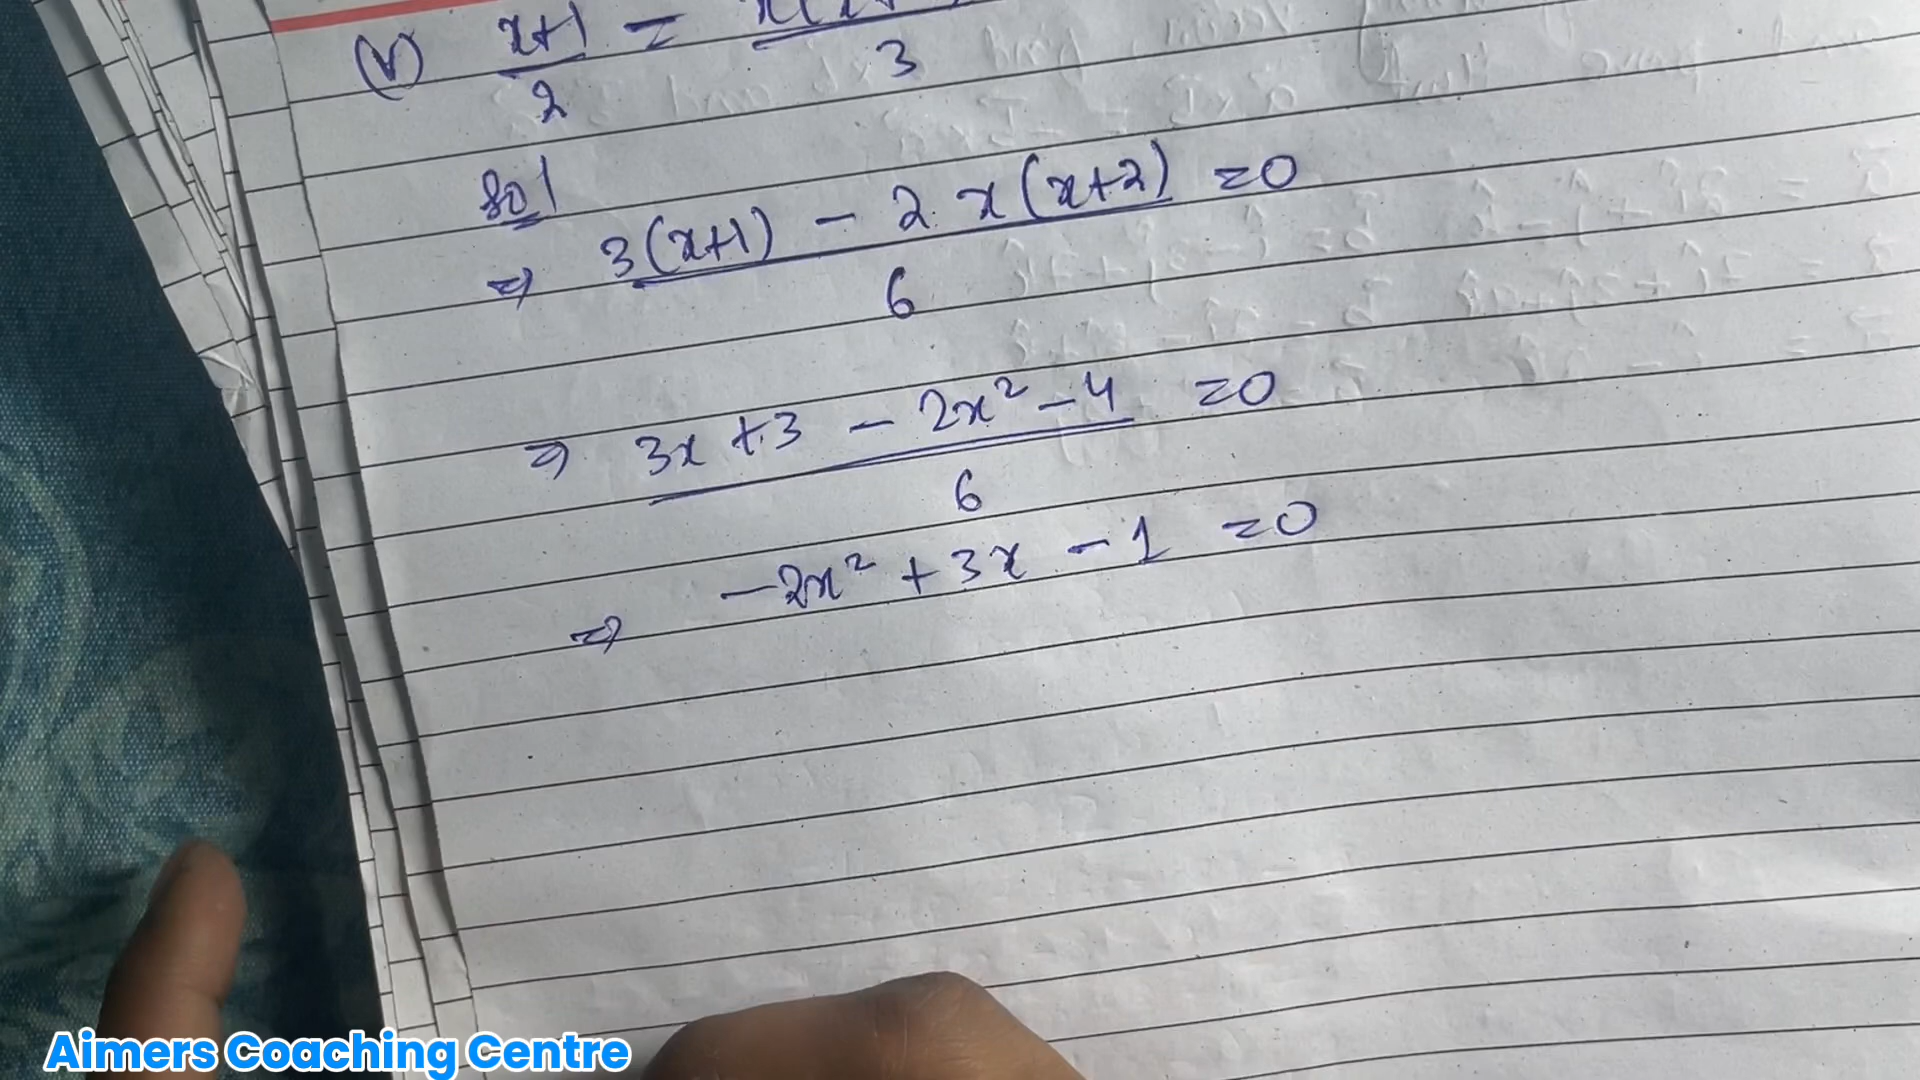 (V) x+1 =
2 3
Sol
⇒ 3(x+1) - 2. x(x+2) =0
6
⇒ 3x +3 - 2x² - 4 =0
6
⇒ -2x² + 3x - 1 =0
Aimers Coaching Centre